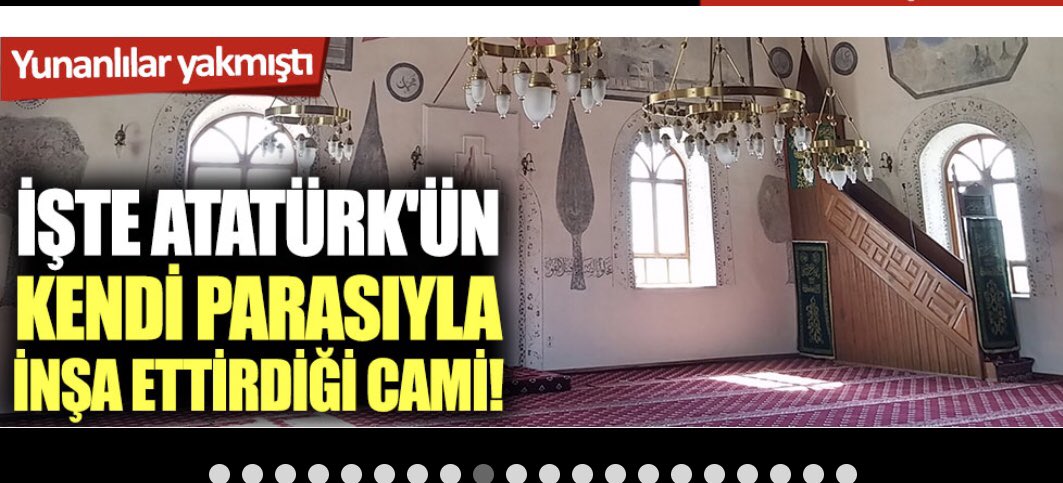 Yunanlılar yakmıştı
İŞTE ATATÜRK'ÜN
KENDİ PARASIYLA
İNŞA ETTİRDİĞİ CAMİ!